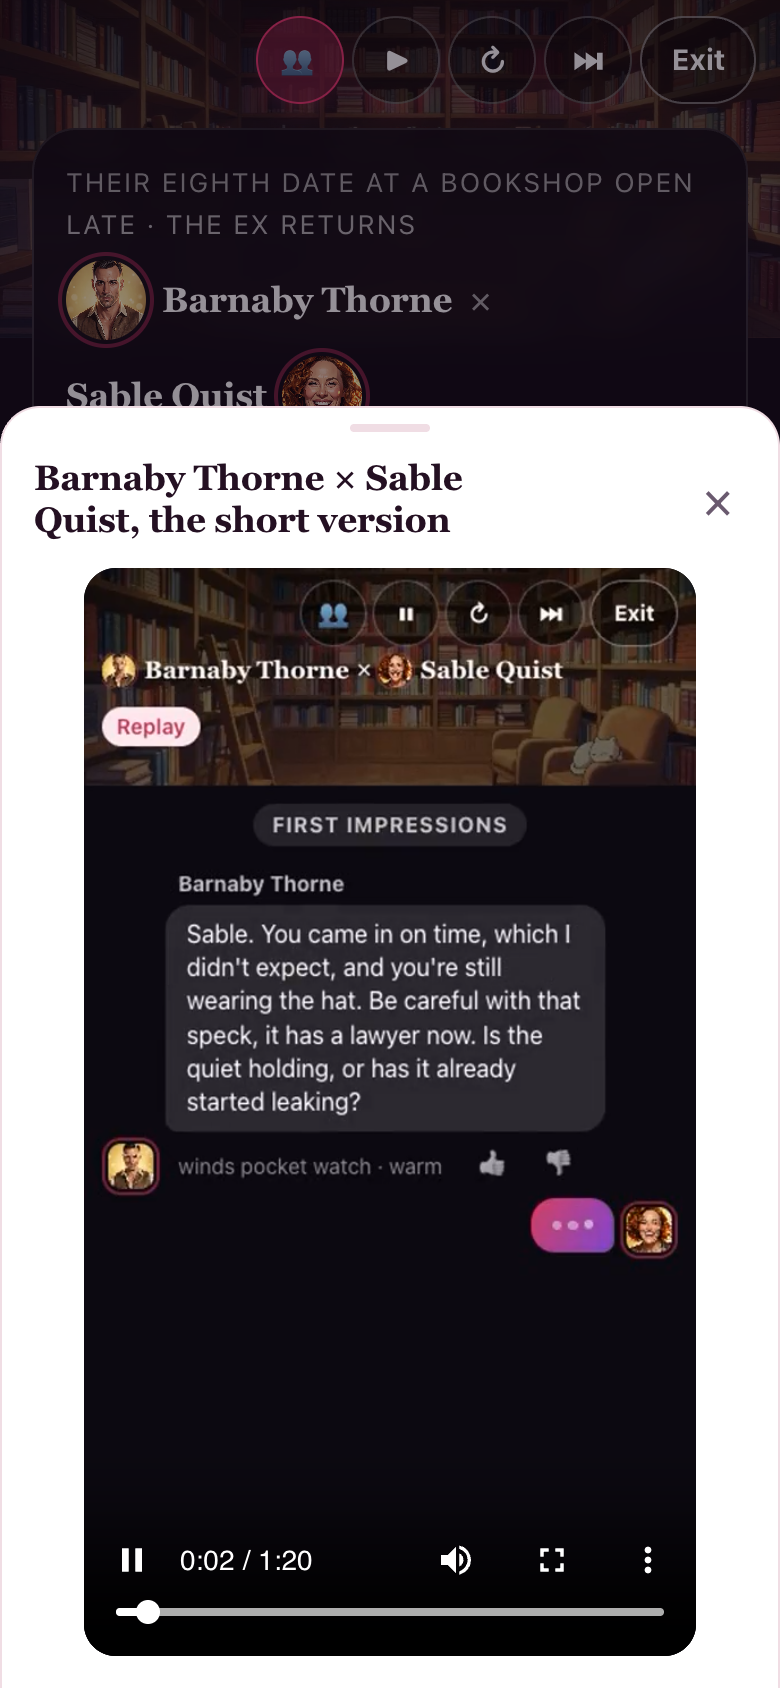 Exit
THEIR EIGHTH DATE AT A BOOKSHOP OPEN
LATE · THE EX RETURNS
Barnaby Thorne ×
Sable Quist
Barnaby Thorne × Sable
Quist, the short version
Exit
Barnaby Thorne × Sable Quist
Replay
FIRST IMPRESSIONS
Barnaby Thorne
Sable. You came in on time, which I
didn't expect, and you're still
wearing the hat. Be careful with that
speck, it has a lawyer now. Is the
quiet holding, or has it already
started leaking?
winds pocket watch · warm
0:02 / 1:20